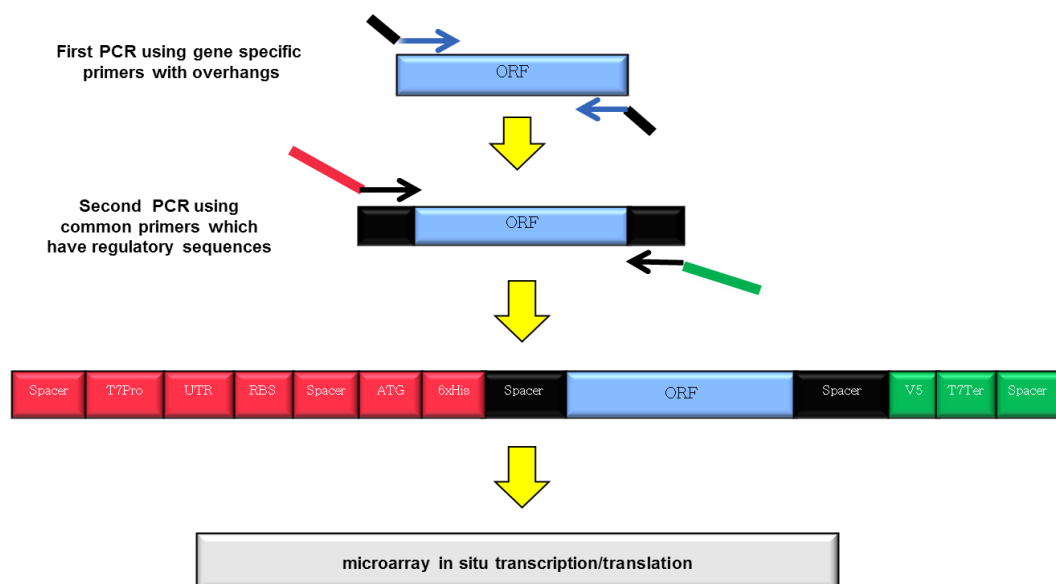 First PCR using gene specific
primers with overhangs
ORF
Second PCR using
common primers which
have regulatory sequences
ORF
Spacer T7Pro UTR RBS Spacer ATG 6xHis Spacer ORF Spacer V5 T7Ter Spacer
microarray in situ transcription/translation